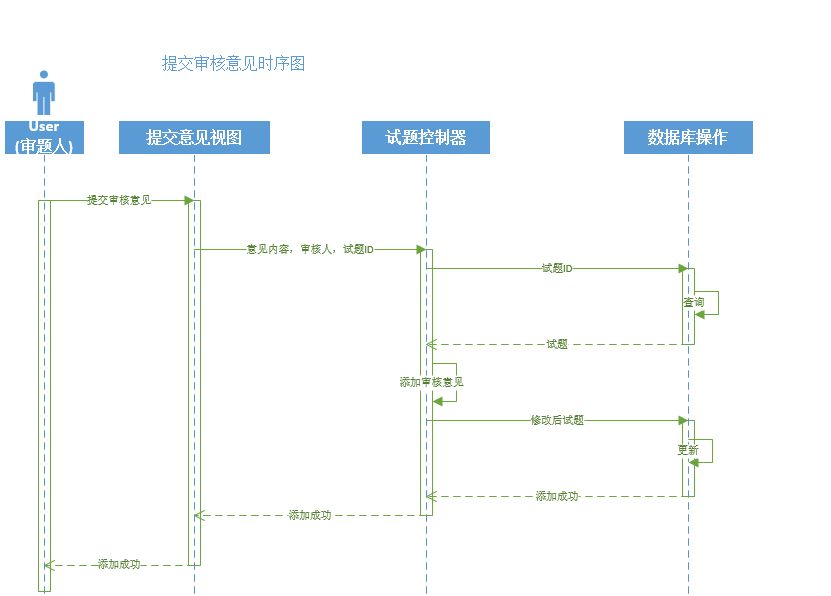 提交审核意见时序图
User
(审题人)
提交意见视图
试题控制器
数据库操作
提交审核意见
意见内容，审核人，试题ID
试题ID
查询
试题
添加审核意见
修改后试题
更新
添加成功
添加成功
添加成功